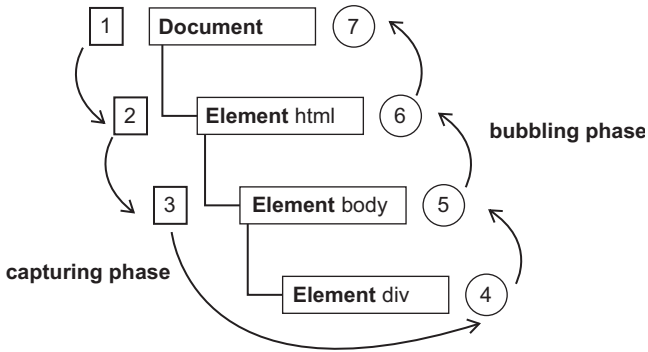 1 Document 7
2 Element html 6
bubbling phase
3 Element body 5
capturing phase
Element div 4